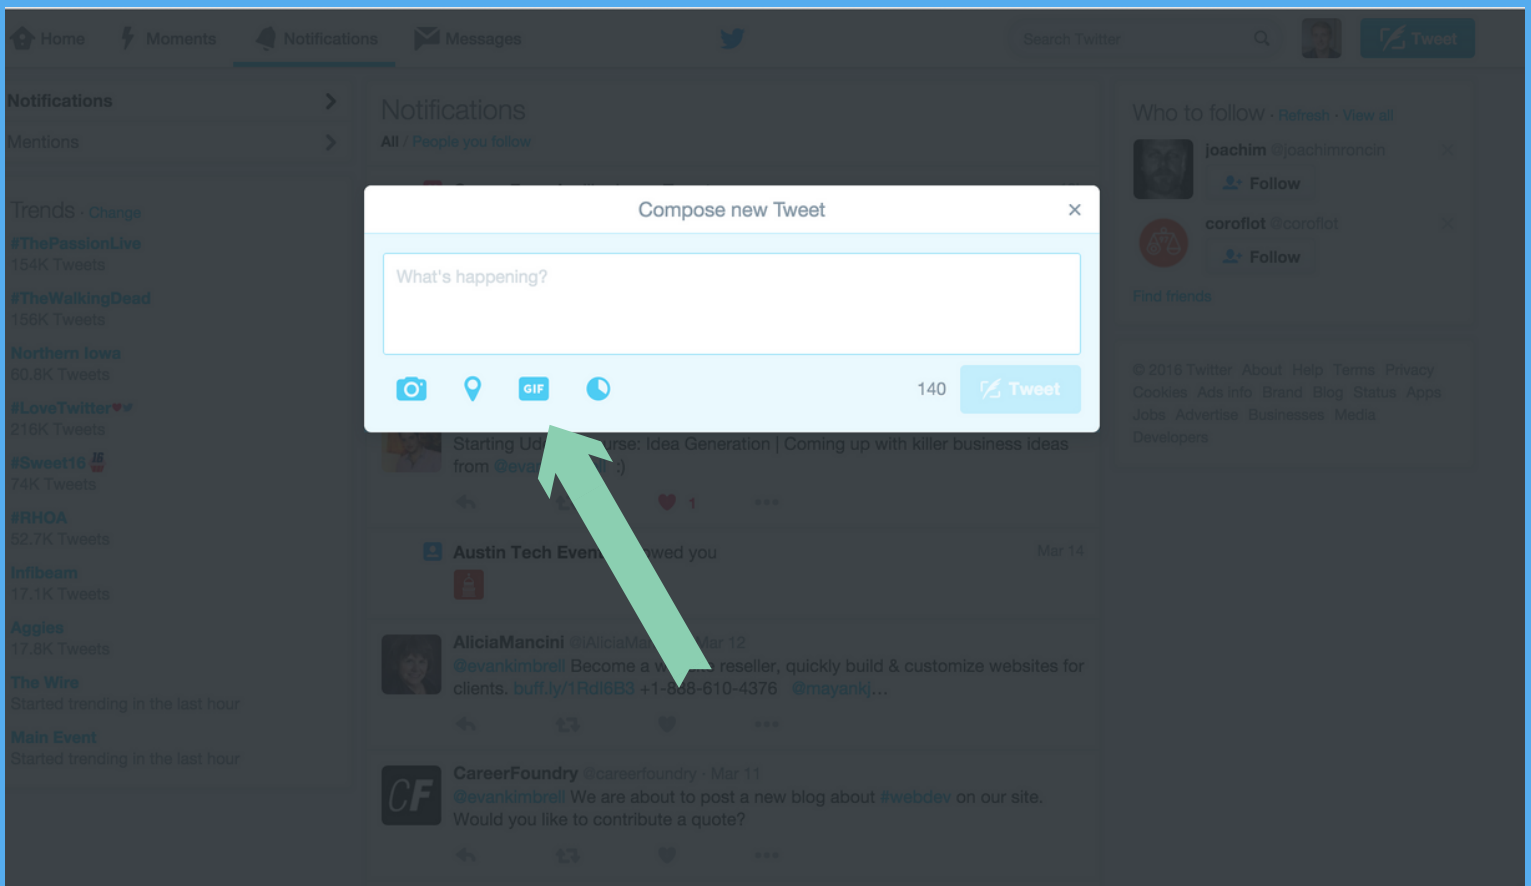 Home Moments Notifications Messages Search Twitter Tweet
Notifications
Mentions
Trends · Change
#ThePassionLive
154K Tweets
#TheWalkingDead
156K Tweets
Northern Iowa
60.8K Tweets
#LoveTwitter
216K Tweets
#Sweet16
74K Tweets
#RHOA
52.7K Tweets
Infibeam
17.1K Tweets
Aggies
17.8K Tweets
The Wire
Started trending in the last hour
Main Event
Started trending in the last hour
Notifications
All / People you follow
Compose new Tweet ×
What's happening?
GIF 140 Tweet
Starting Ud urse: Idea Generation | Coming up with killer business ideas
from :)
1
Austin Tech Even owed you Mar 14
AliciaMancini Mar 12
@evankimbrell Become a reseller, quickly build & customize websites for
clients. buff.ly/1RdI6B3 +1-868-610-4376 @mayankj…
CF
CareerFoundry @careerfoundry · Mar 11
@evankimbrell We are about to post a new blog about #webdev on our site.
Would you like to contribute a quote?
Who to follow · Refresh · View all
joachim @joachimroncin
Follow
coroflot @coroflot
Follow
Find friends
© 2016 Twitter About Help Terms Privacy
Cookies Ads info Brand Blog Status Apps
Jobs Advertise Businesses Media
Developers